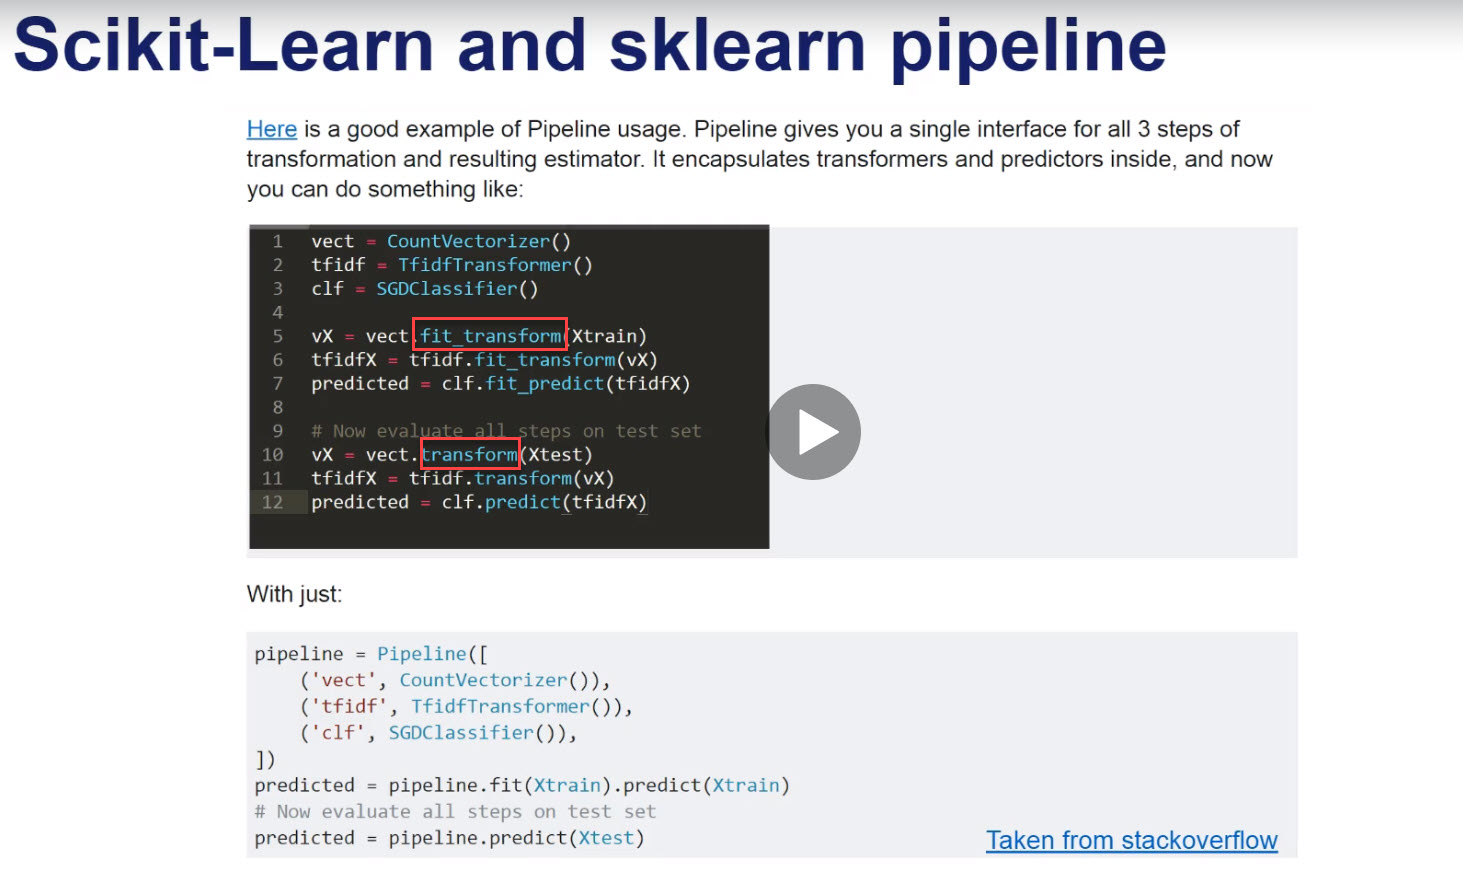 Scikit-Learn and sklearn pipeline
Here is a good example of Pipeline usage. Pipeline gives you a single interface for all 3 steps of
transformation and resulting estimator. It encapsulates transformers and predictors inside, and now
you can do something like:
1 vect = CountVectorizer()
2 tfidf = TfidfTransformer()
3 clf = SGDClassifier()
4
5 vX = vect.fit_transform(Xtrain)
6 tfidfX = tfidf.fit_transform(vX)
7 predicted = clf.fit_predict(tfidfX)
8
9 # Now evaluate all steps on test set
10 vX = vect.transform(Xtest)
11 tfidfX = tfidf.transform(vX)
12 predicted = clf.predict(tfidfX)
With just:
pipeline = Pipeline([
    ('vect', CountVectorizer()),
    ('tfidf', TfidfTransformer()),
    ('clf', SGDClassifier()),
])
predicted = pipeline.fit(Xtrain).predict(Xtrain)
# Now evaluate all steps on test set
predicted = pipeline.predict(Xtest)
Taken from stackoverflow